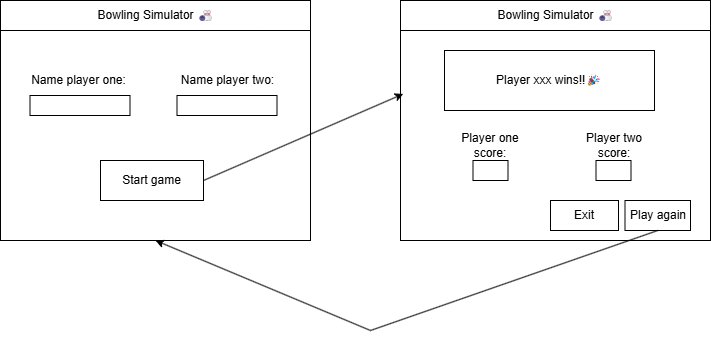 Bowling Simulator 🎳
Name player one:
Name player two:
Start game
Bowling Simulator 🎳
Player xxx wins!! 🎉
Player one
score:
Player two
score:
Exit
Play again